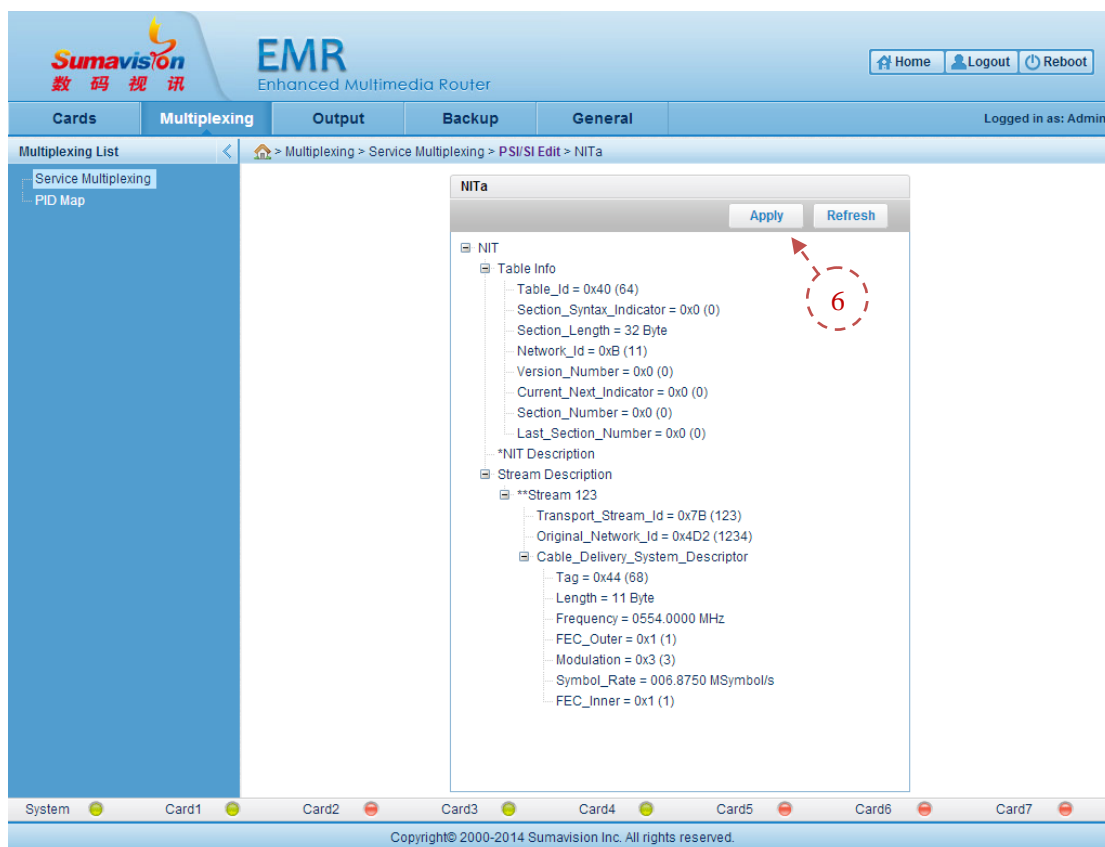 Sumavision
数码视讯
EMR
Enhanced Multimedia Router
Home Logout Reboot
Cards Multiplexing Output Backup General Logged in as: Admin
Multiplexing List
> Multiplexing > Service Multiplexing > PSI/SI Edit > NITa
Service Multiplexing
PID Map
NITa
Apply Refresh
NIT
Table Info
Table_Id = 0x40 (64)
Section_Syntax_Indicator = 0x0 (0)
Section_Length = 32 Byte
Network_Id = 0xB (11)
Version_Number = 0x0 (0)
Current_Next_Indicator = 0x0 (0)
Section_Number = 0x0 (0)
Last_Section_Number = 0x0 (0)
*NIT Description
Stream Description
**Stream 123
Transport_Stream_Id = 0x7B (123)
Original_Network_Id = 0x4D2 (1234)
Cable_Delivery_System_Descriptor
Tag = 0x44 (68)
Length = 11 Byte
Frequency = 0554.0000 MHz
FEC_Outer = 0x1 (1)
Modulation = 0x3 (3)
Symbol_Rate = 006.8750 MSymbol/s
FEC_Inner = 0x1 (1)
6
System Card1 Card2 Card3 Card4 Card5 Card6 Card7
Copyright© 2000-2014 Sumavision Inc. All rights reserved.